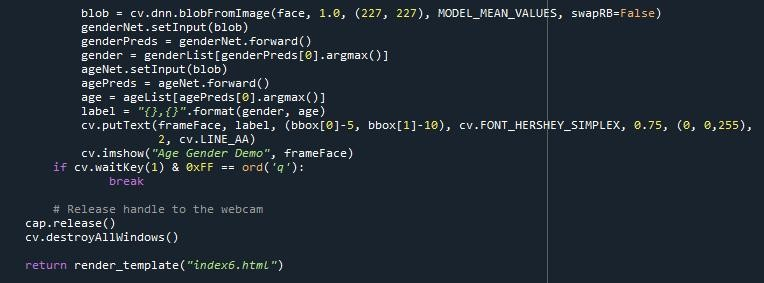 blob = cv.dnn.blobFromImage(face, 1.0, (227, 227), MODEL_MEAN_VALUES, swapRB=False)
genderNet.setInput(blob)
genderPreds = genderNet.forward()
gender = genderList[genderPreds[0].argmax()]
ageNet.setInput(blob)
agePreds = ageNet.forward()
age = ageList[agePreds[0].argmax()]
label = "{},{}".format(gender, age)
cv.putText(frameFace, label, (bbox[0]-5, bbox[1]-10), cv.FONT_HERSHEY_SIMPLEX, 0.75, (0, 0,255),
2, cv.LINE_AA)
cv.imshow("Age Gender Demo", frameFace)
if cv.waitKey(1) & 0xFF == ord('q'):
break
# Release handle to the webcam
cap.release()
cv.destroyAllWindows()
return render_template("index6.html")